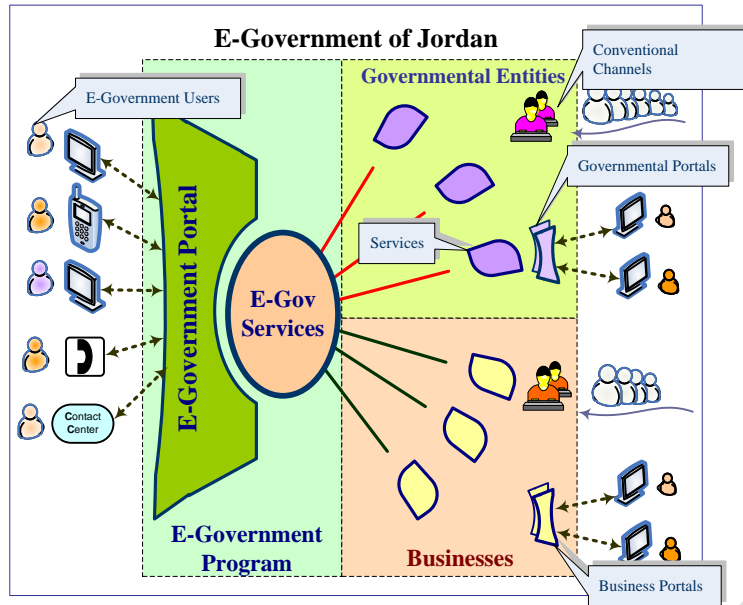 E-Government of Jordan
Conventional
Channels
Governmental Entities
E-Government Users
Governmental Portals
E-Government Portal
Services
E-Gov
Services
Contact
Center
E-Government
Program
Businesses
Business Portals